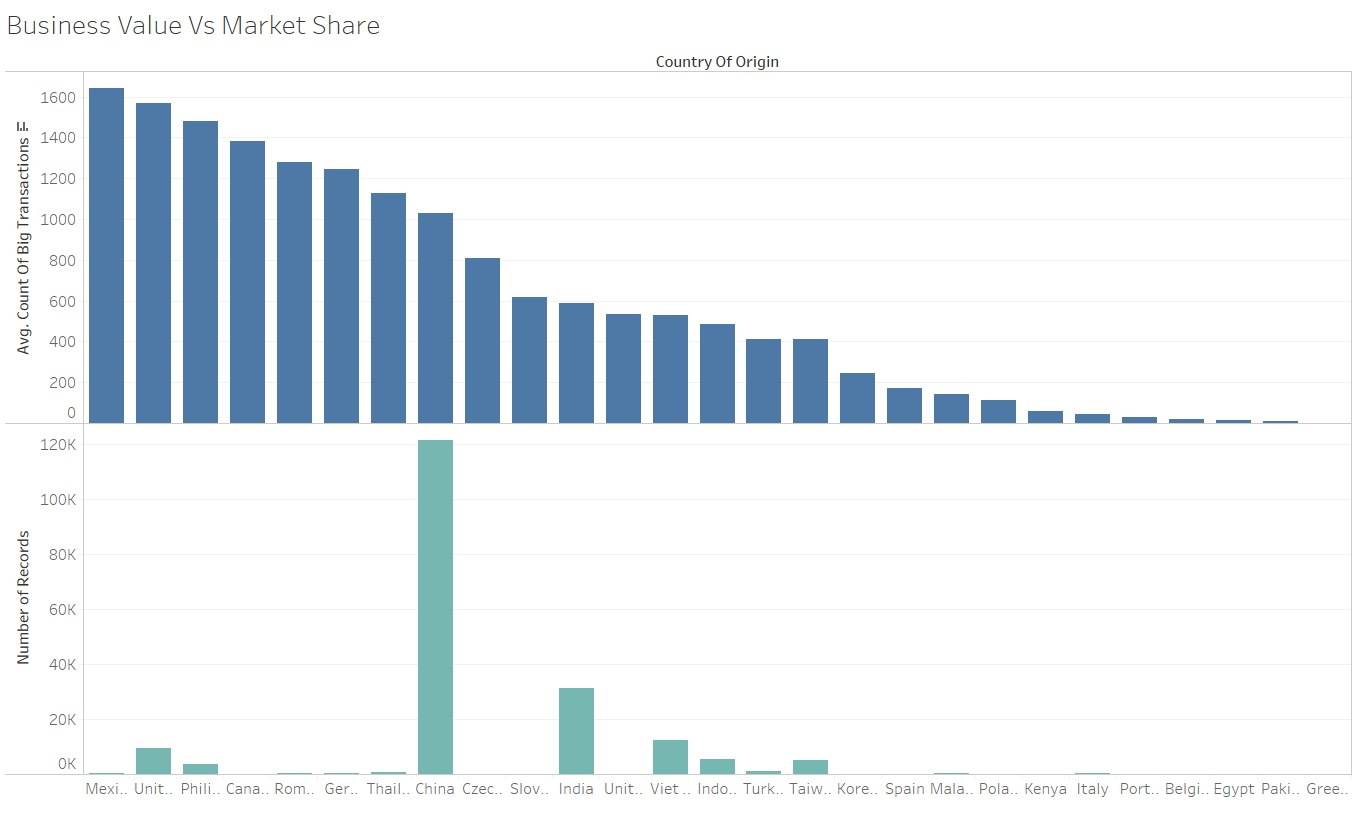 Business Value Vs Market Share
Country Of Origin
Avg. Count Of Big Transactions
1600
1400
1200
1000
800
600
400
200
0
Number of Records
120K
100K
80K
60K
40K
20K
0K
Mexi.. Unit.. Phili.. Cana.. Rom.. Ger.. Thail.. China Czec.. Slov.. India Unit.. Viet .. Indo.. Turk.. Taiw.. Kore.. Spain Mala.. Pola.. Kenya Italy Port.. Belgi.. Egypt Paki.. Gree..